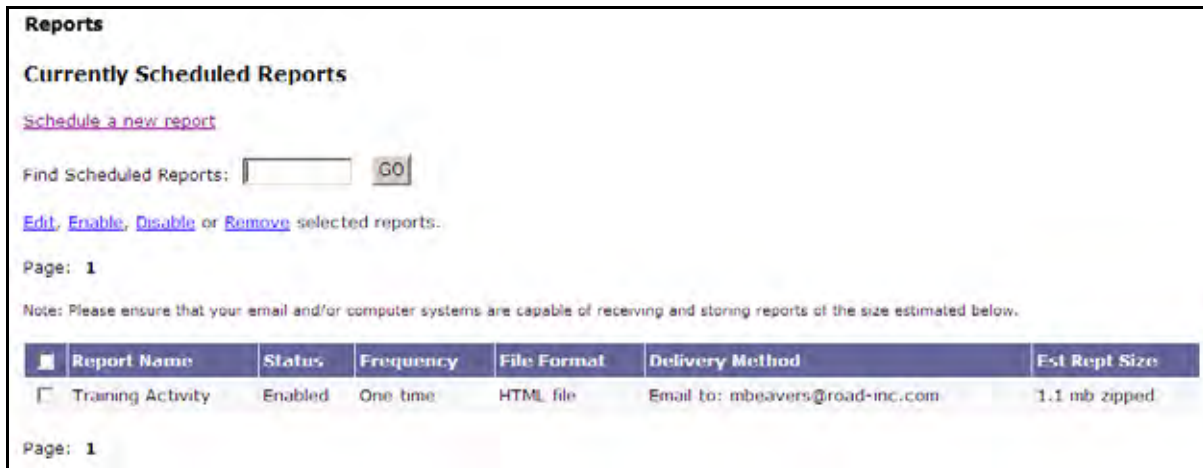 Reports
Currently Scheduled Reports
Schedule a new report
Find Scheduled Reports: GO
Edit, Enable, Disable or Remove selected reports.
Page: 1
Note: Please ensure that your email and/or computer systems are capable of receiving and storing reports of the size estimated below.
Report Name Status Frequency File Format Delivery Method Est Rept Size
Training Activity Enabled One time HTML file Email to: mbeavers@road-inc.com 1.1 mb zipped
Page: 1